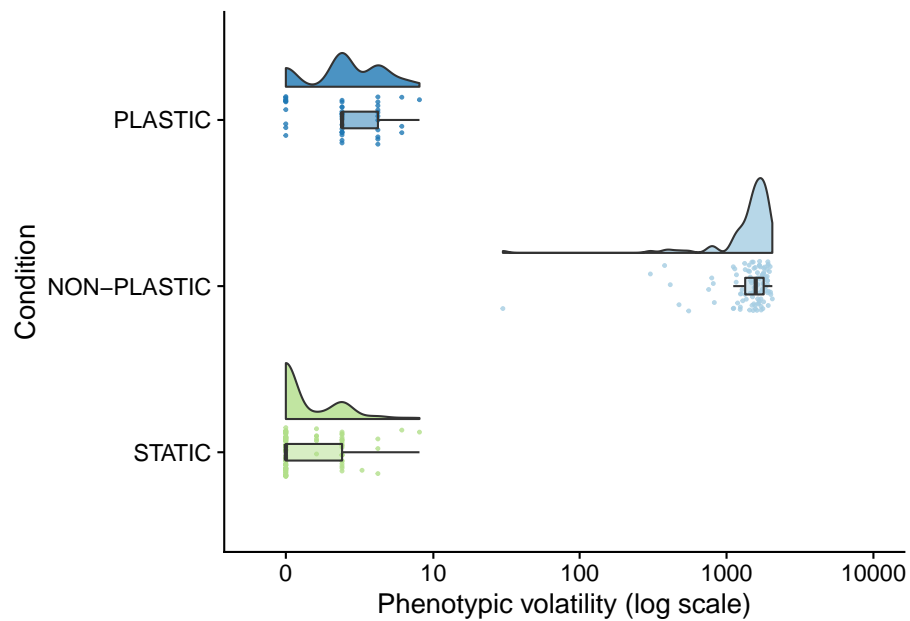 PLASTIC
NON−PLASTIC
STATIC
Condition
0 10 100 1000 10000
Phenotypic volatility (log scale)